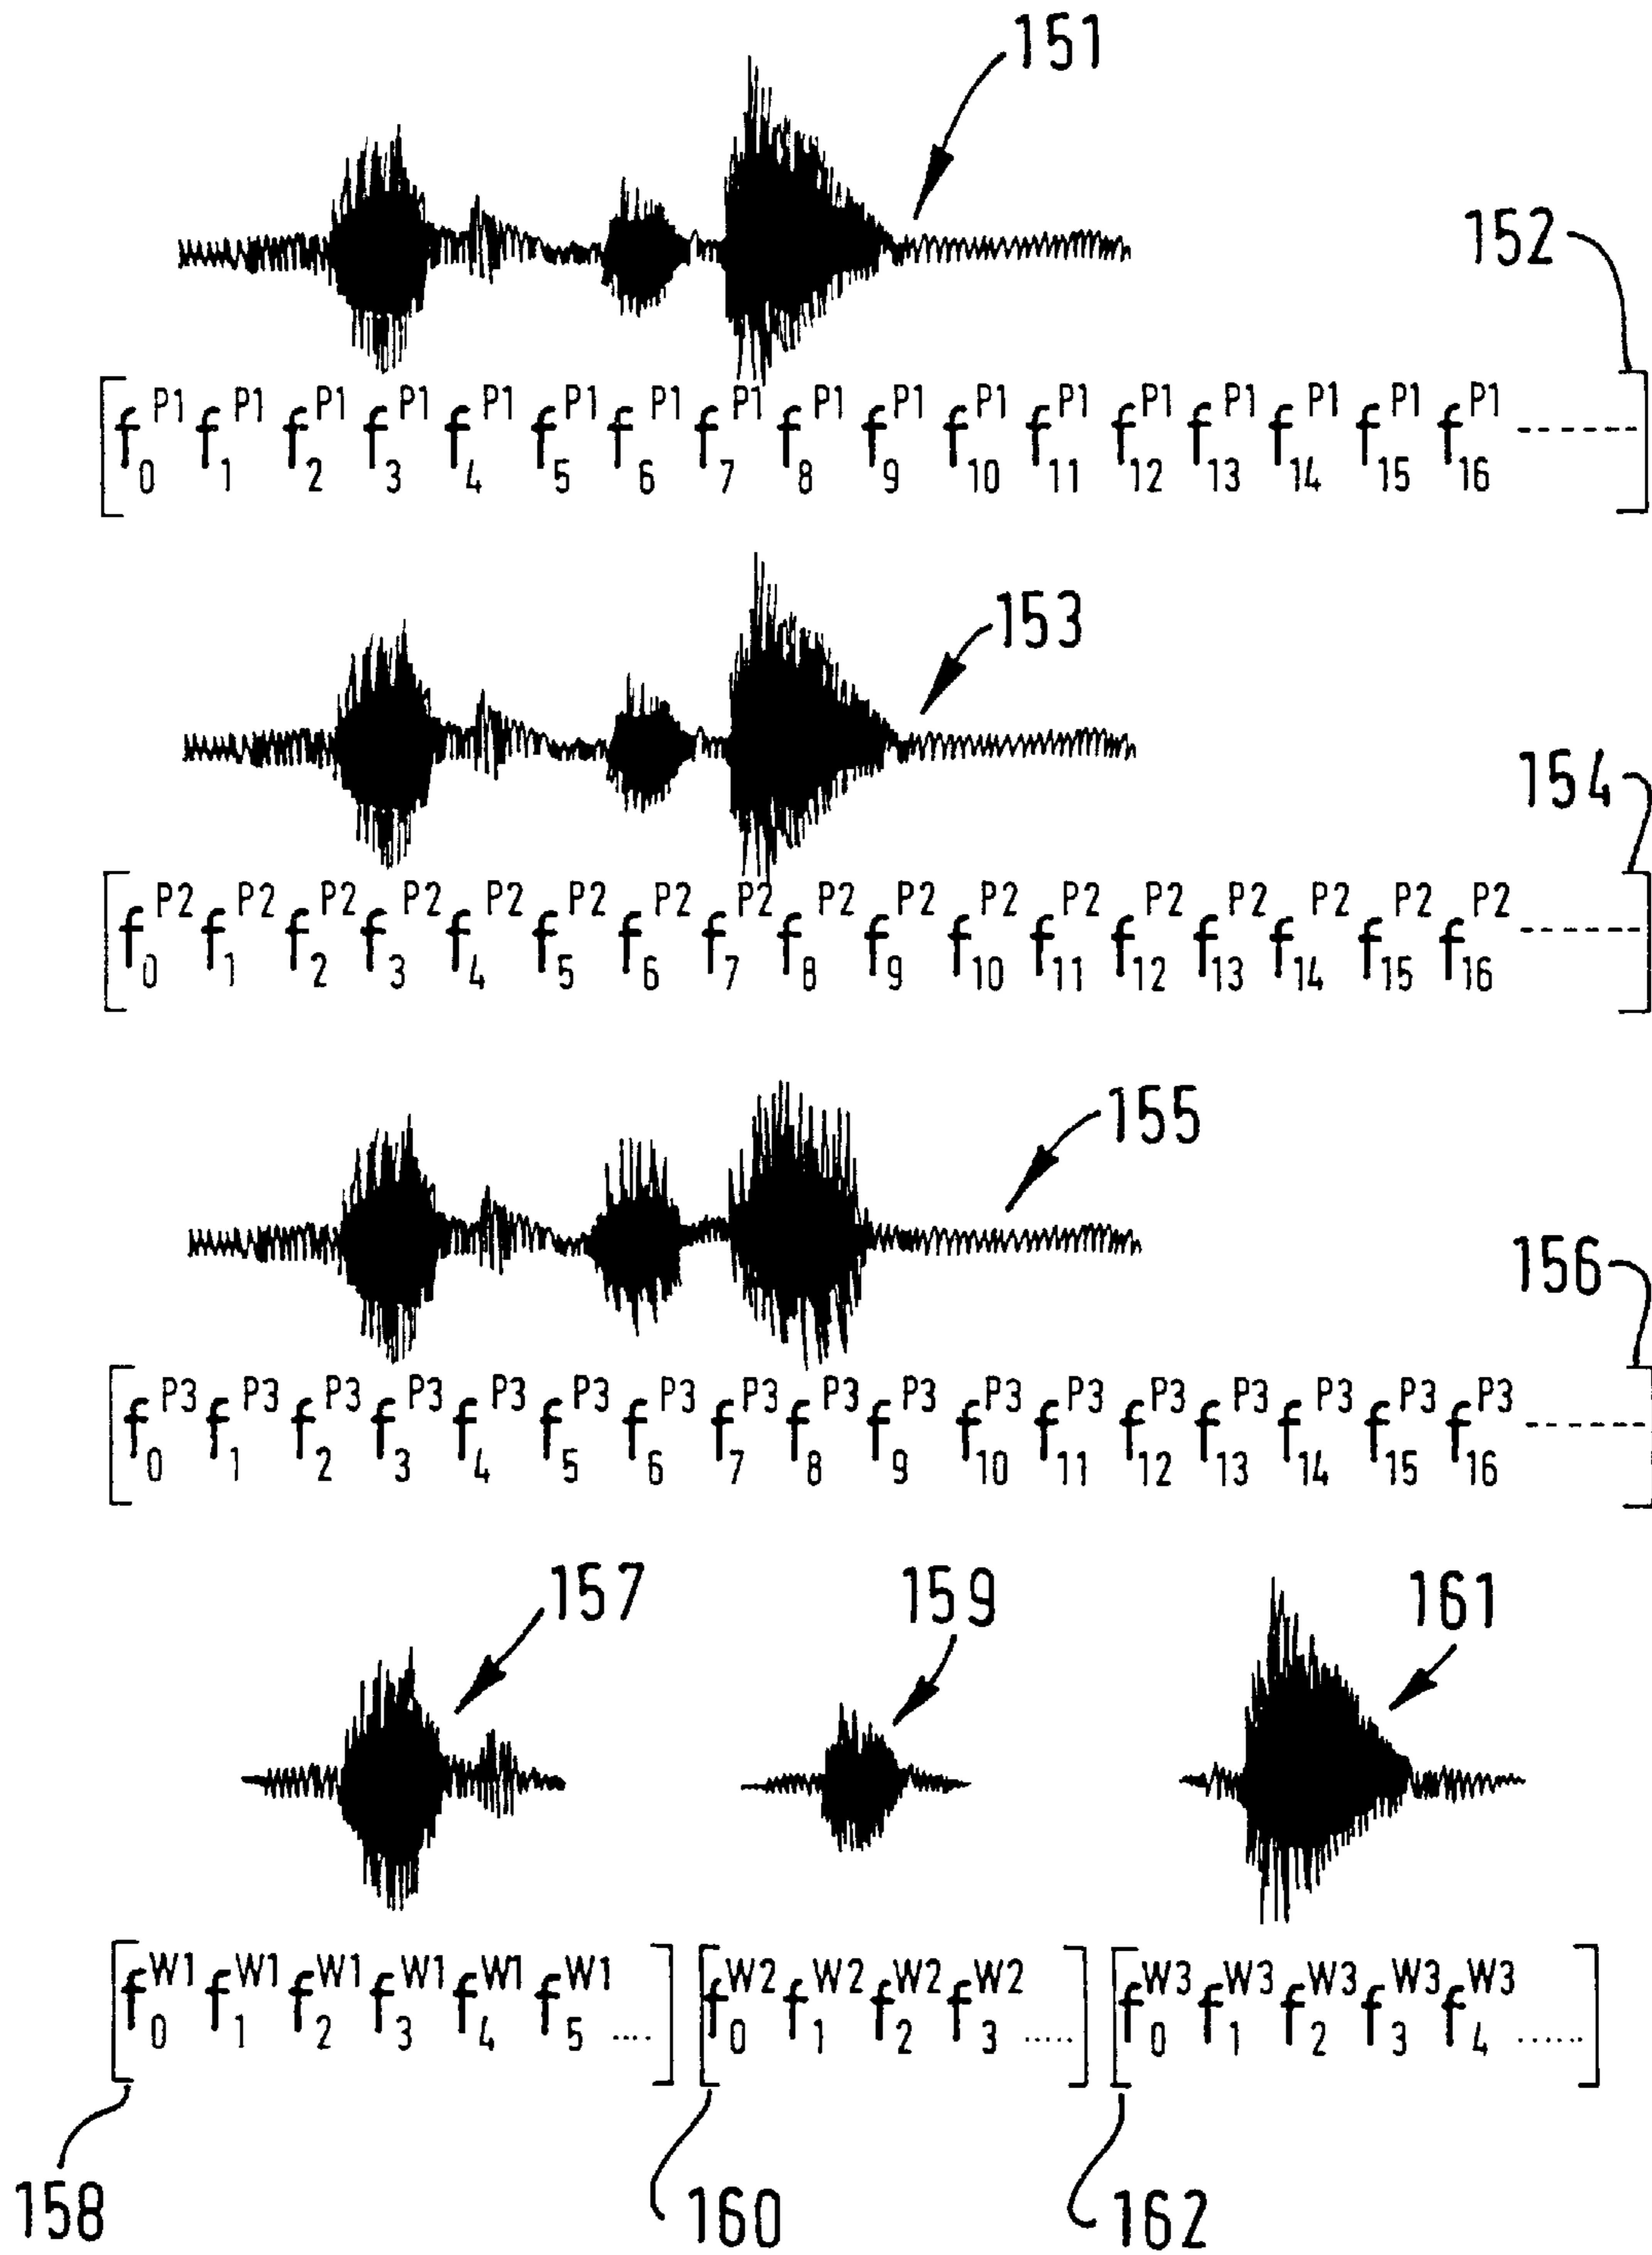 151
152
[f₀ᴾ¹ f₁ᴾ¹ f₂ᴾ¹ f₃ᴾ¹ f₄ᴾ¹ f₅ᴾ¹ f₆ᴾ¹ f₇ᴾ¹ f₈ᴾ¹ f₉ᴾ¹ f₁₀ᴾ¹ f₁₁ᴾ¹ f₁₂ᴾ¹ f₁₃ᴾ¹ f₁₄ᴾ¹ f₁₅ᴾ¹ f₁₆ᴾ¹ ------]
153
154
[f₀ᴾ² f₁ᴾ² f₂ᴾ² f₃ᴾ² f₄ᴾ² f₅ᴾ² f₆ᴾ² f₇ᴾ² f₈ᴾ² f₉ᴾ² f₁₀ᴾ² f₁₁ᴾ² f₁₂ᴾ² f₁₃ᴾ² f₁₄ᴾ² f₁₅ᴾ² f₁₆ᴾ² ------]
155
156
[f₀ᴾ³ f₁ᴾ³ f₂ᴾ³ f₃ᴾ³ f₄ᴾ³ f₅ᴾ³ f₆ᴾ³ f₇ᴾ³ f₈ᴾ³ f₉ᴾ³ f₁₀ᴾ³ f₁₁ᴾ³ f₁₂ᴾ³ f₁₃ᴾ³ f₁₄ᴾ³ f₁₅ᴾ³ f₁₆ᴾ³ ------]
157 159 161
[f₀ᵂ¹ f₁ᵂ¹ f₂ᵂ¹ f₃ᵂ¹ f₄ᵂ¹ f₅ᵂ¹ ....] [f₀ᵂ² f₁ᵂ² f₂ᵂ² f₃ᵂ² .....] [f₀ᵂ³ f₁ᵂ³ f₂ᵂ³ f₃ᵂ³ f₄ᵂ³ ......]
158 160 162